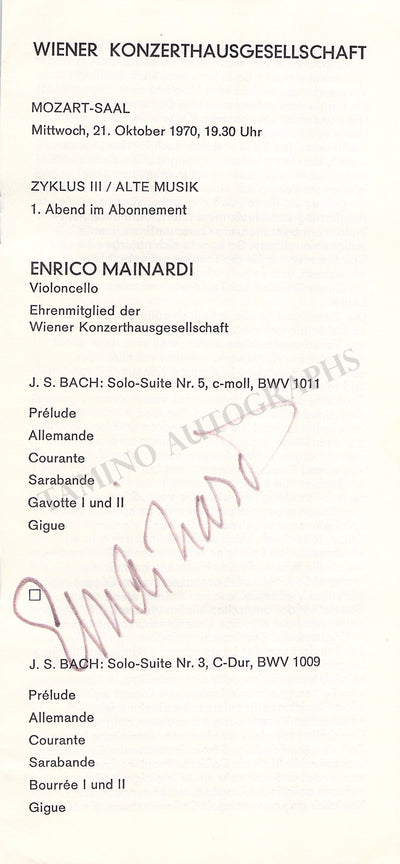 WIENER KONZERTHAUSGESELLSCHAFT
MOZART-SAAL
Mittwoch, 21. Oktober 1970, 19.30 Uhr
ZYKLUS III / ALTE MUSIK
1. Abend im Abonnement
ENRICO MAINARDI
Violoncello
Ehrenmitglied der
Wiener Konzerthausgesellschaft
J. S. BACH: Solo-Suite Nr. 5, c-moll, BWV 1011
Prélude
Allemande
Courante
Sarabande
Gavotte I und II
Gigue
TAMINO AUTOGRAPHS
J. S. BACH: Solo-Suite Nr. 3, C-Dur, BWV 1009
Prélude
Allemande
Courante
Sarabande
Bourrée I und II
Gigue